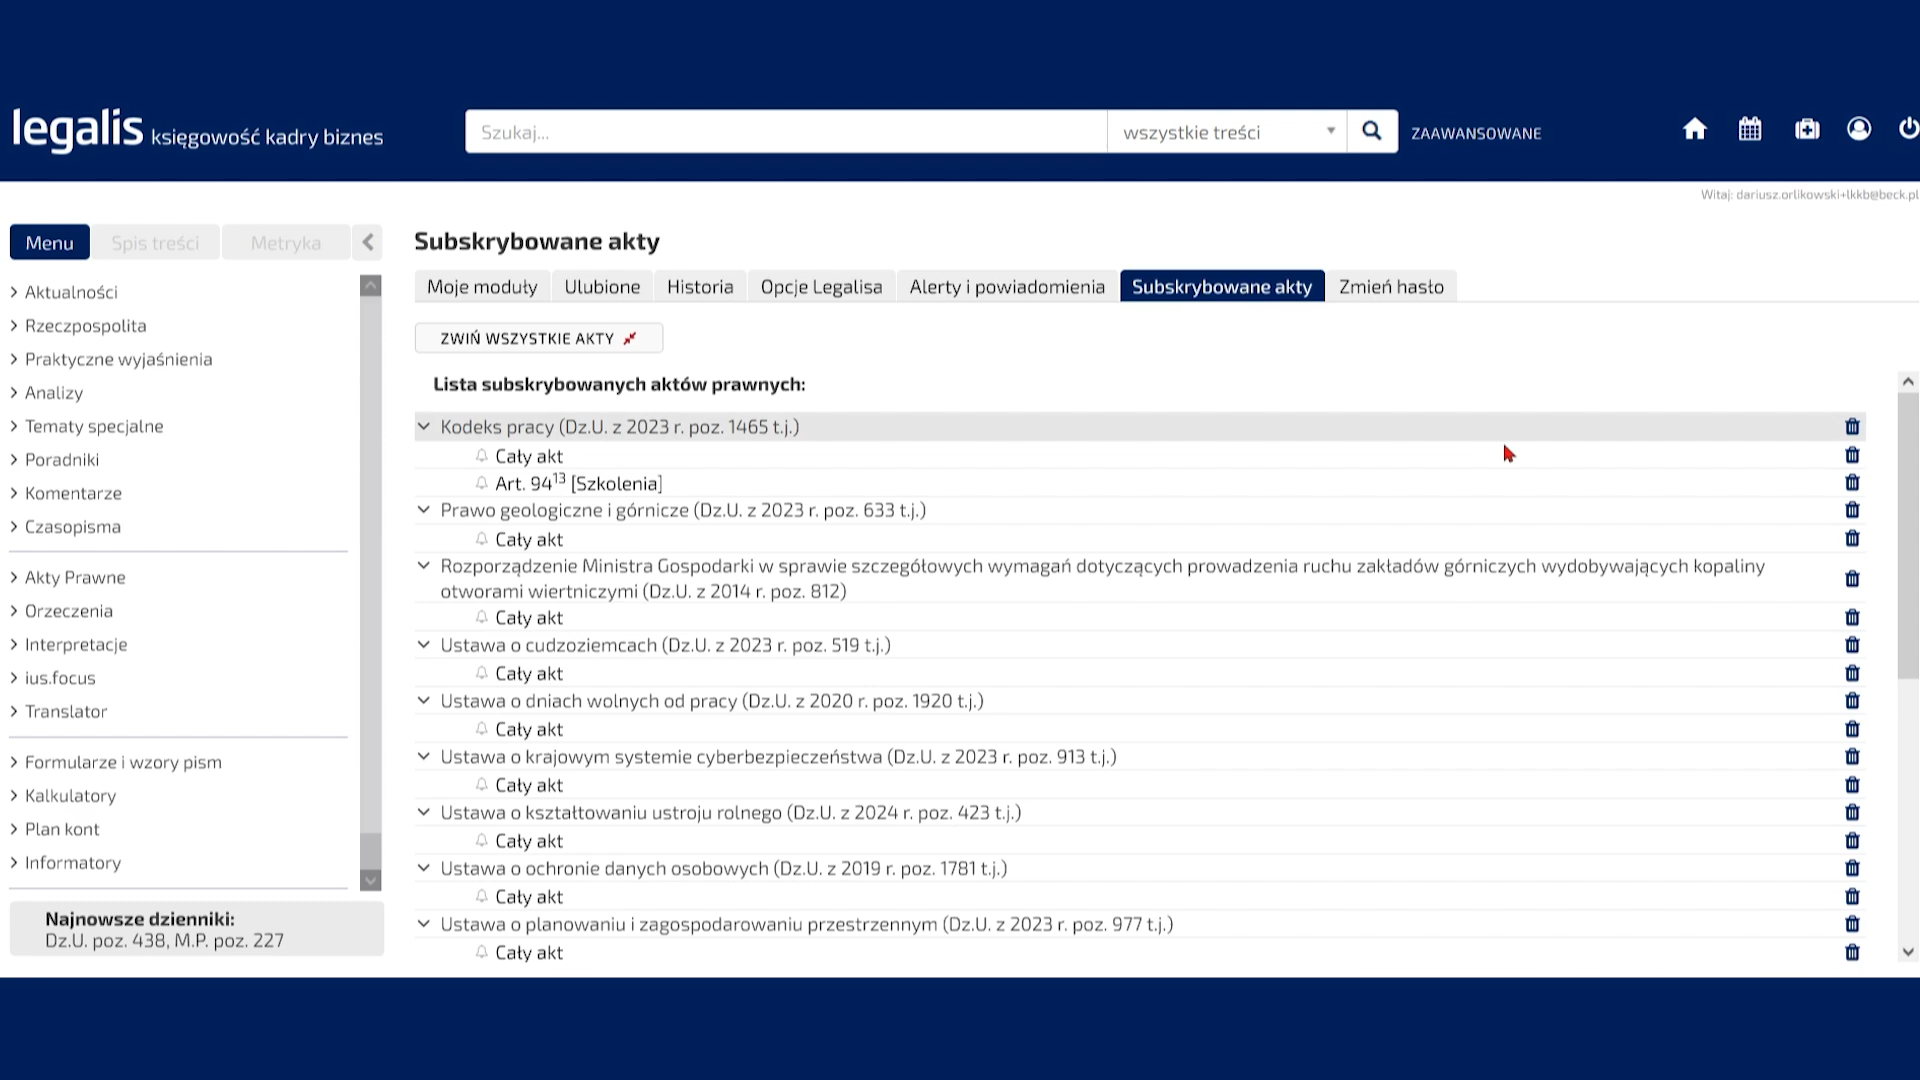 legalis księgowość kadry biznes
Szukaj...
wszystkie treści
ZAAWANSOWANE
Witaj: dariusz.orlikowski+lkkb@beck.pl
Menu
Spis treści
Metryka
Aktualności
Rzeczpospolita
Praktyczne wyjaśnienia
Analizy
Tematy specjalne
Poradniki
Komentarze
Czasopisma
Akty Prawne
Orzeczenia
Interpretacje
ius.focus
Translator
Formularze i wzory pism
Kalkulatory
Plan kont
Informatory
Najnowsze dzienniki:
Dz.U. poz. 438, M.P. poz. 227
Subskrybowane akty
Moje moduły
Ulubione
Historia
Opcje Legalisa
Alerty i powiadomienia
Subskrybowane akty
Zmień hasło
ZWIŃ WSZYSTKIE AKTY
Lista subskrybowanych aktów prawnych:
Kodeks pracy (Dz.U. z 2023 r. poz. 1465 t.j.)
Cały akt
Art. 94¹³ [Szkolenia]
Prawo geologiczne i górnicze (Dz.U. z 2023 r. poz. 633 t.j.)
Cały akt
Rozporządzenie Ministra Gospodarki w sprawie szczegółowych wymagań dotyczących prowadzenia ruchu zakładów górniczych wydobywających kopaliny
otworami wiertniczymi (Dz.U. z 2014 r. poz. 812)
Cały akt
Ustawa o cudzoziemcach (Dz.U. z 2023 r. poz. 519 t.j.)
Cały akt
Ustawa o dniach wolnych od pracy (Dz.U. z 2020 r. poz. 1920 t.j.)
Cały akt
Ustawa o krajowym systemie cyberbezpieczeństwa (Dz.U. z 2023 r. poz. 913 t.j.)
Cały akt
Ustawa o kształtowaniu ustroju rolnego (Dz.U. z 2024 r. poz. 423 t.j.)
Cały akt
Ustawa o ochronie danych osobowych (Dz.U. z 2019 r. poz. 1781 t.j.)
Cały akt
Ustawa o planowaniu i zagospodarowaniu przestrzennym (Dz.U. z 2023 r. poz. 977 t.j.)
Cały akt